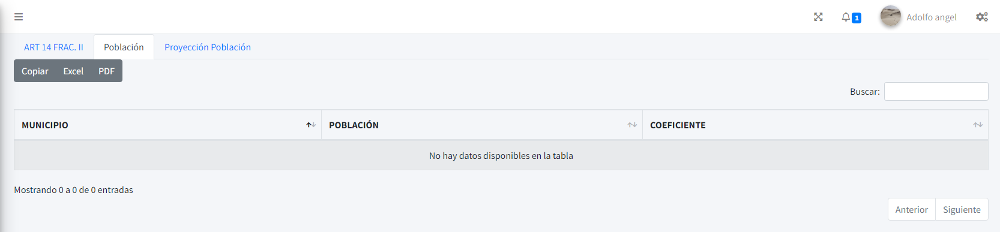 1
Adolfo angel
ART 14 FRAC. II
Población
Proyección Población
Copiar
Excel
PDF
Buscar:
MUNICIPIO
POBLACIÓN
COEFICIENTE
No hay datos disponibles en la tabla
Mostrando 0 a 0 de 0 entradas
Anterior
Siguiente